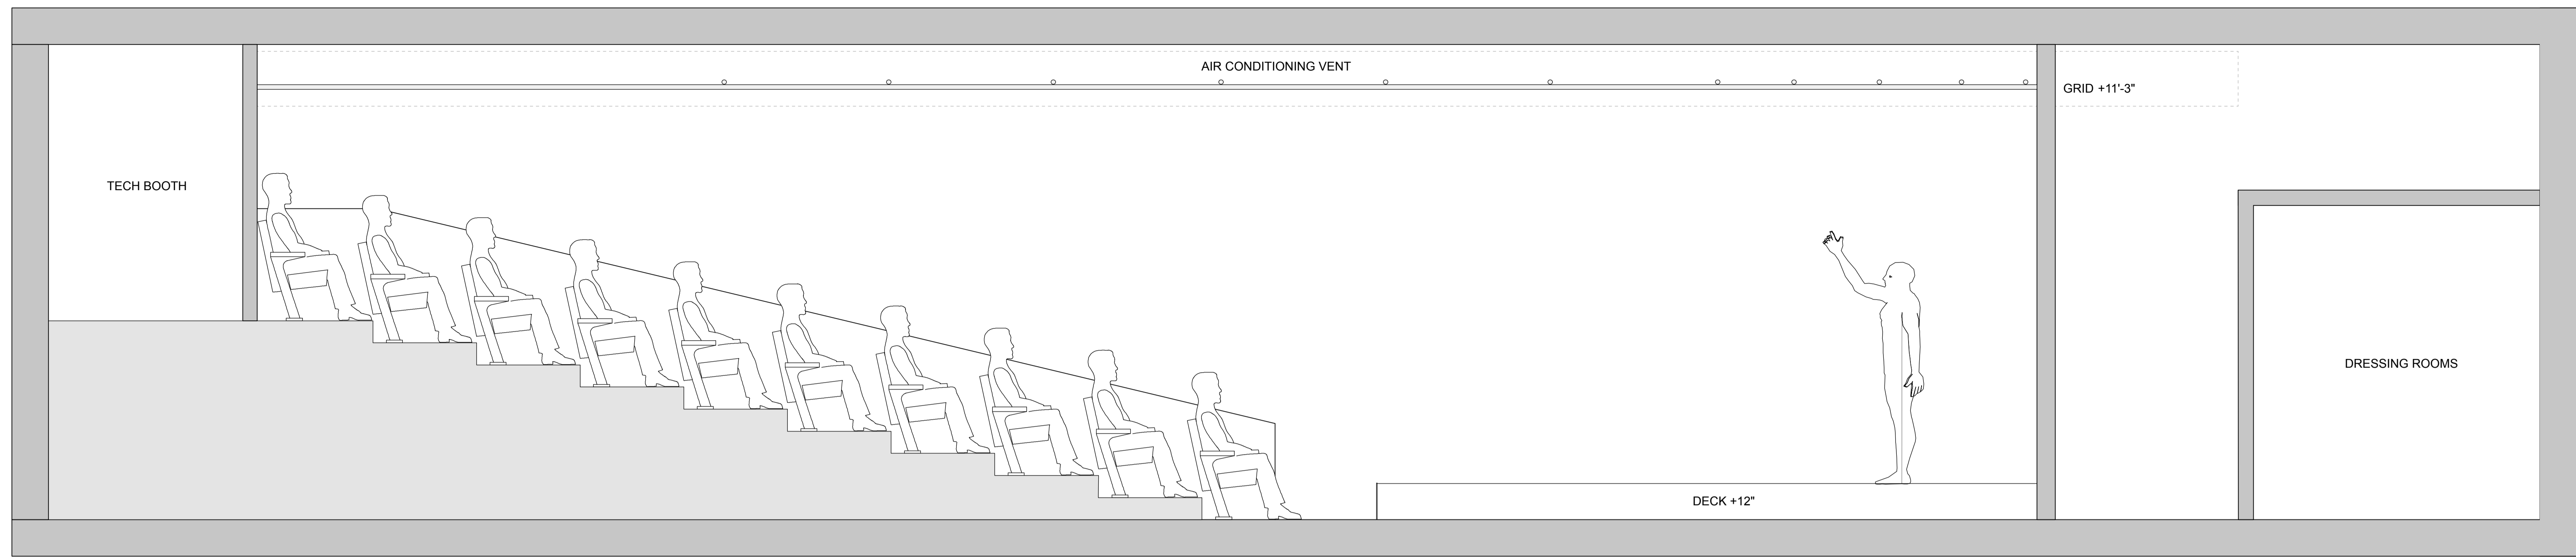 AIR CONDITIONING VENT
GRID +11'-3"
TECH BOOTH
DRESSING ROOMS
DECK +12"